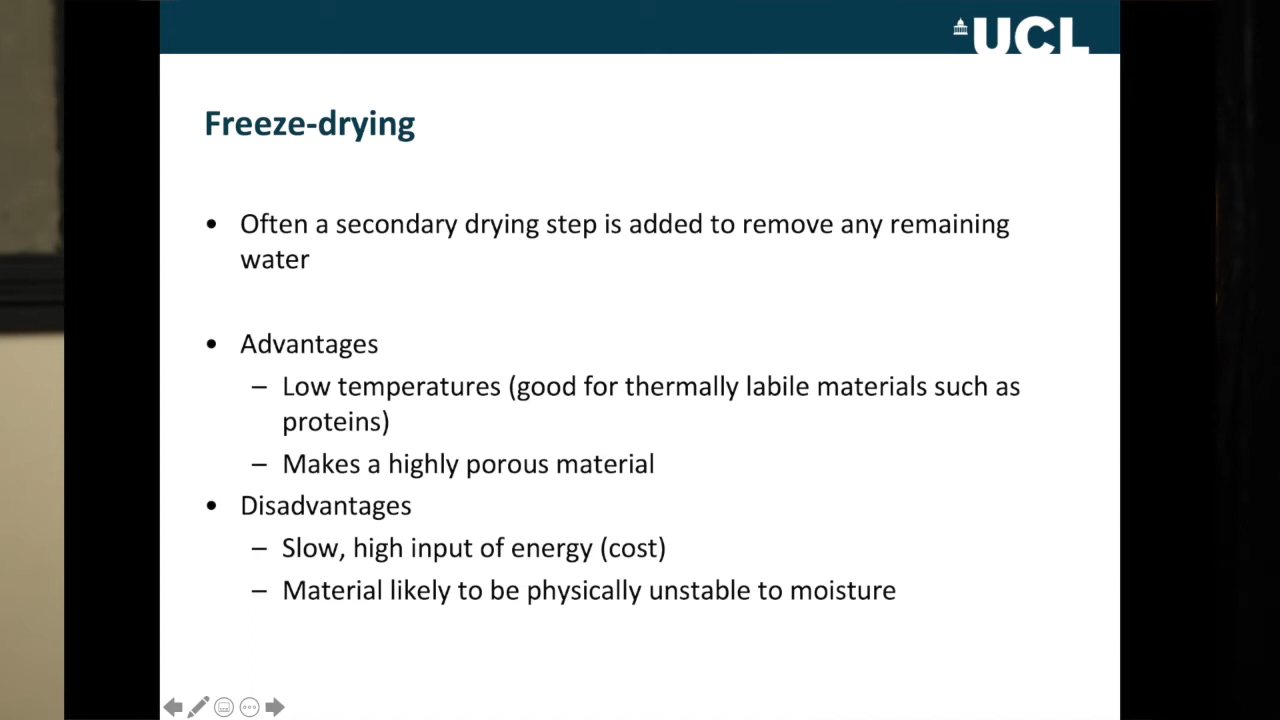 UCL
Freeze-drying
• Often a secondary drying step is added to remove any remaining
water
• Advantages
– Low temperatures (good for thermally labile materials such as
proteins)
– Makes a highly porous material
• Disadvantages
– Slow, high input of energy (cost)
– Material likely to be physically unstable to moisture